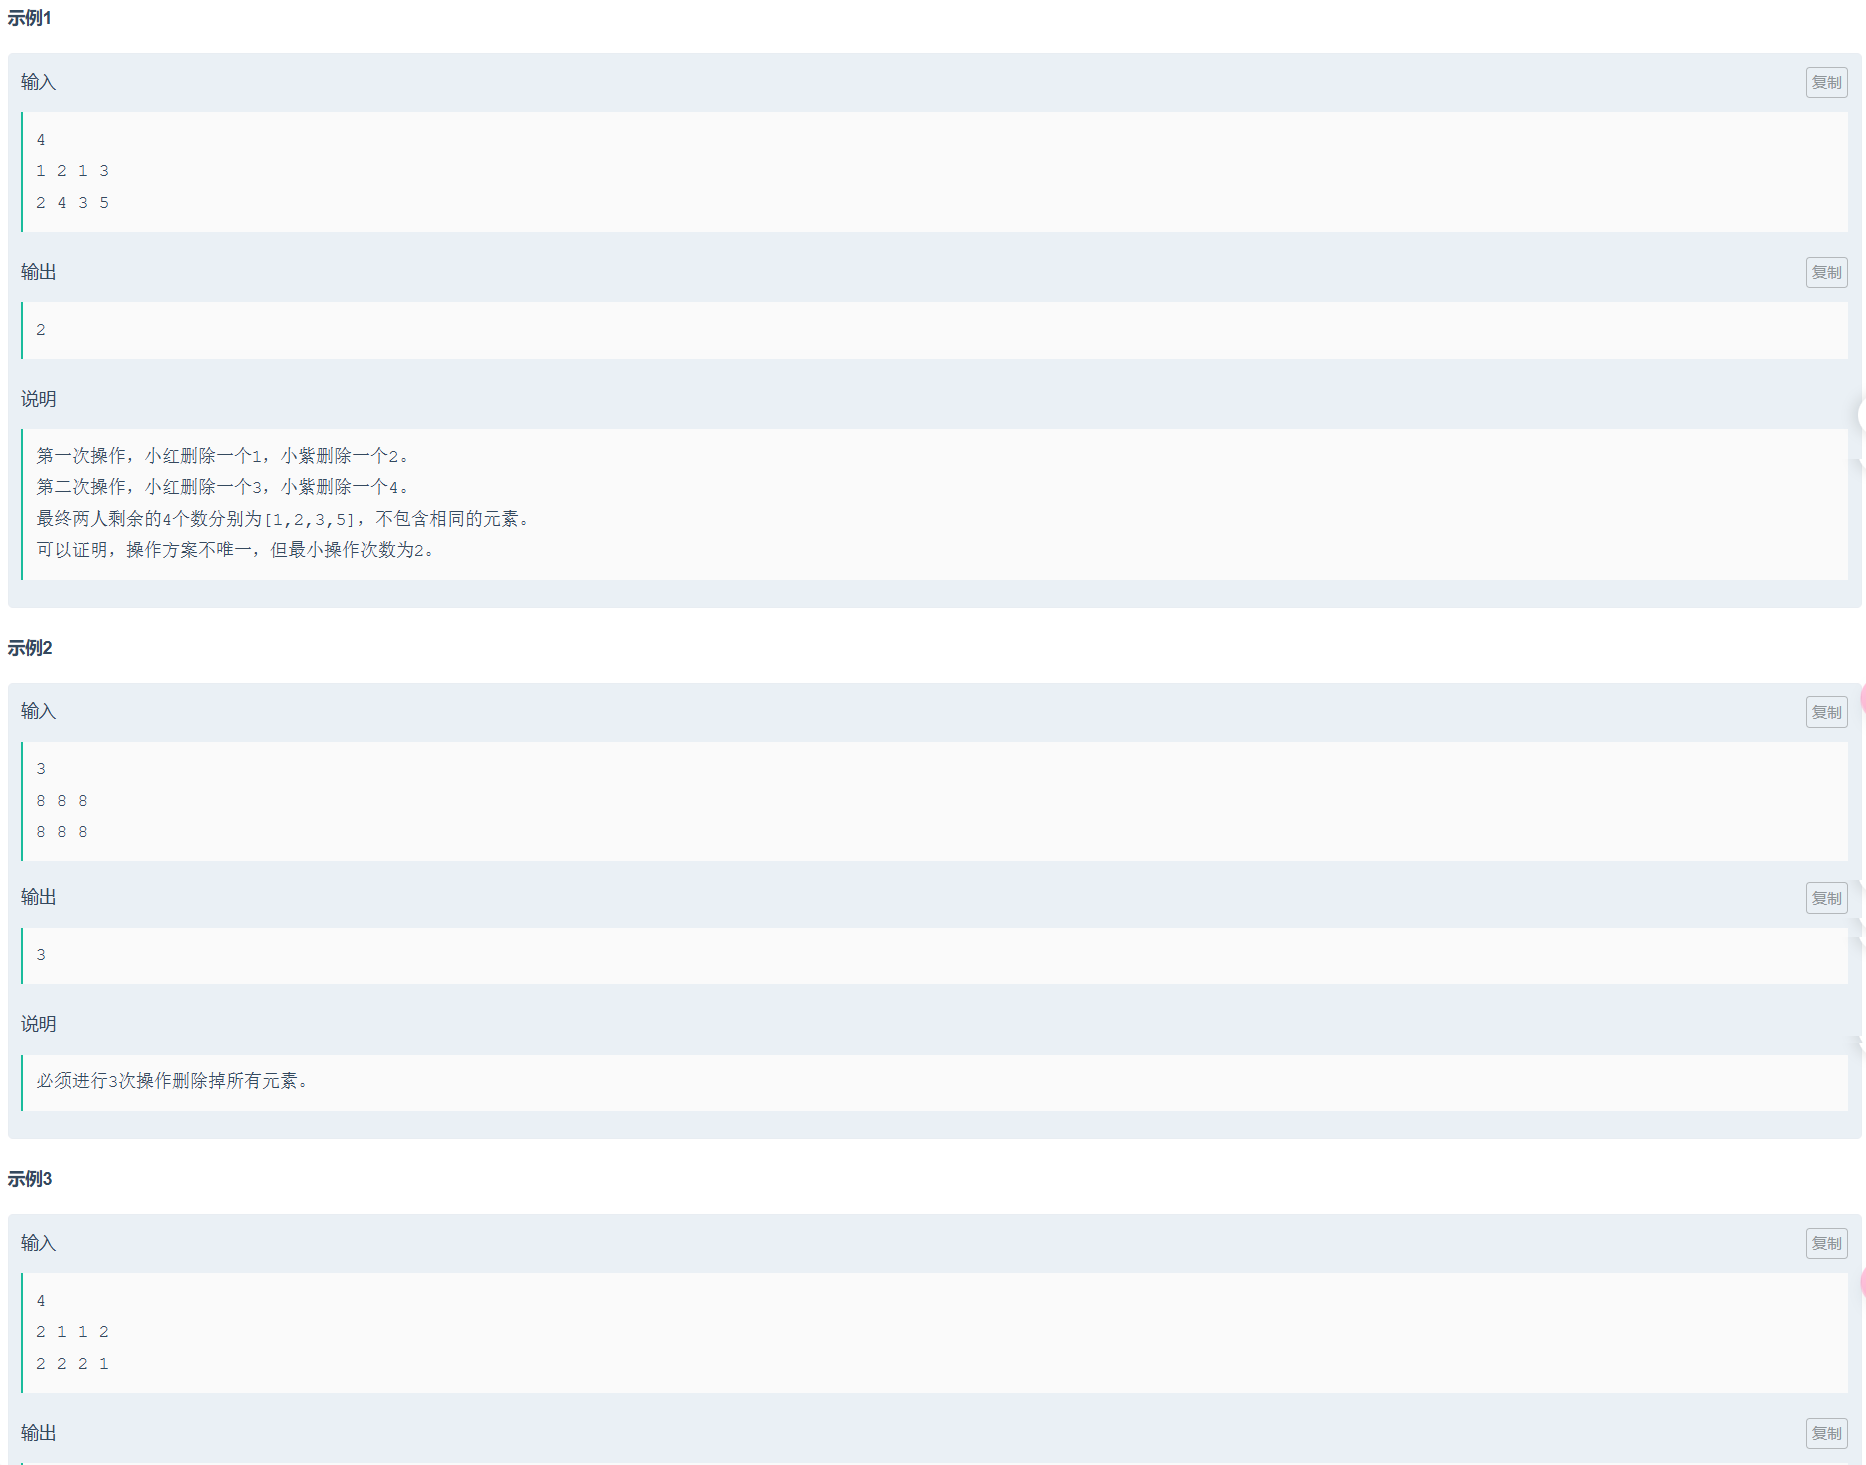 示例1
输入
复制
4
1 2 1 3
2 4 3 5
输出
复制
2
说明
第一次操作，小红删除一个1，小紫删除一个2。
第二次操作，小红删除一个3，小紫删除一个4。
最终两人剩余的4个数分别为[1,2,3,5]，不包含相同的元素。
可以证明，操作方案不唯一，但最小操作次数为2。
示例2
输入
复制
3
8 8 8
8 8 8
输出
复制
3
说明
必须进行3次操作删除掉所有元素。
示例3
输入
复制
4
2 1 1 2
2 2 2 1
输出
复制